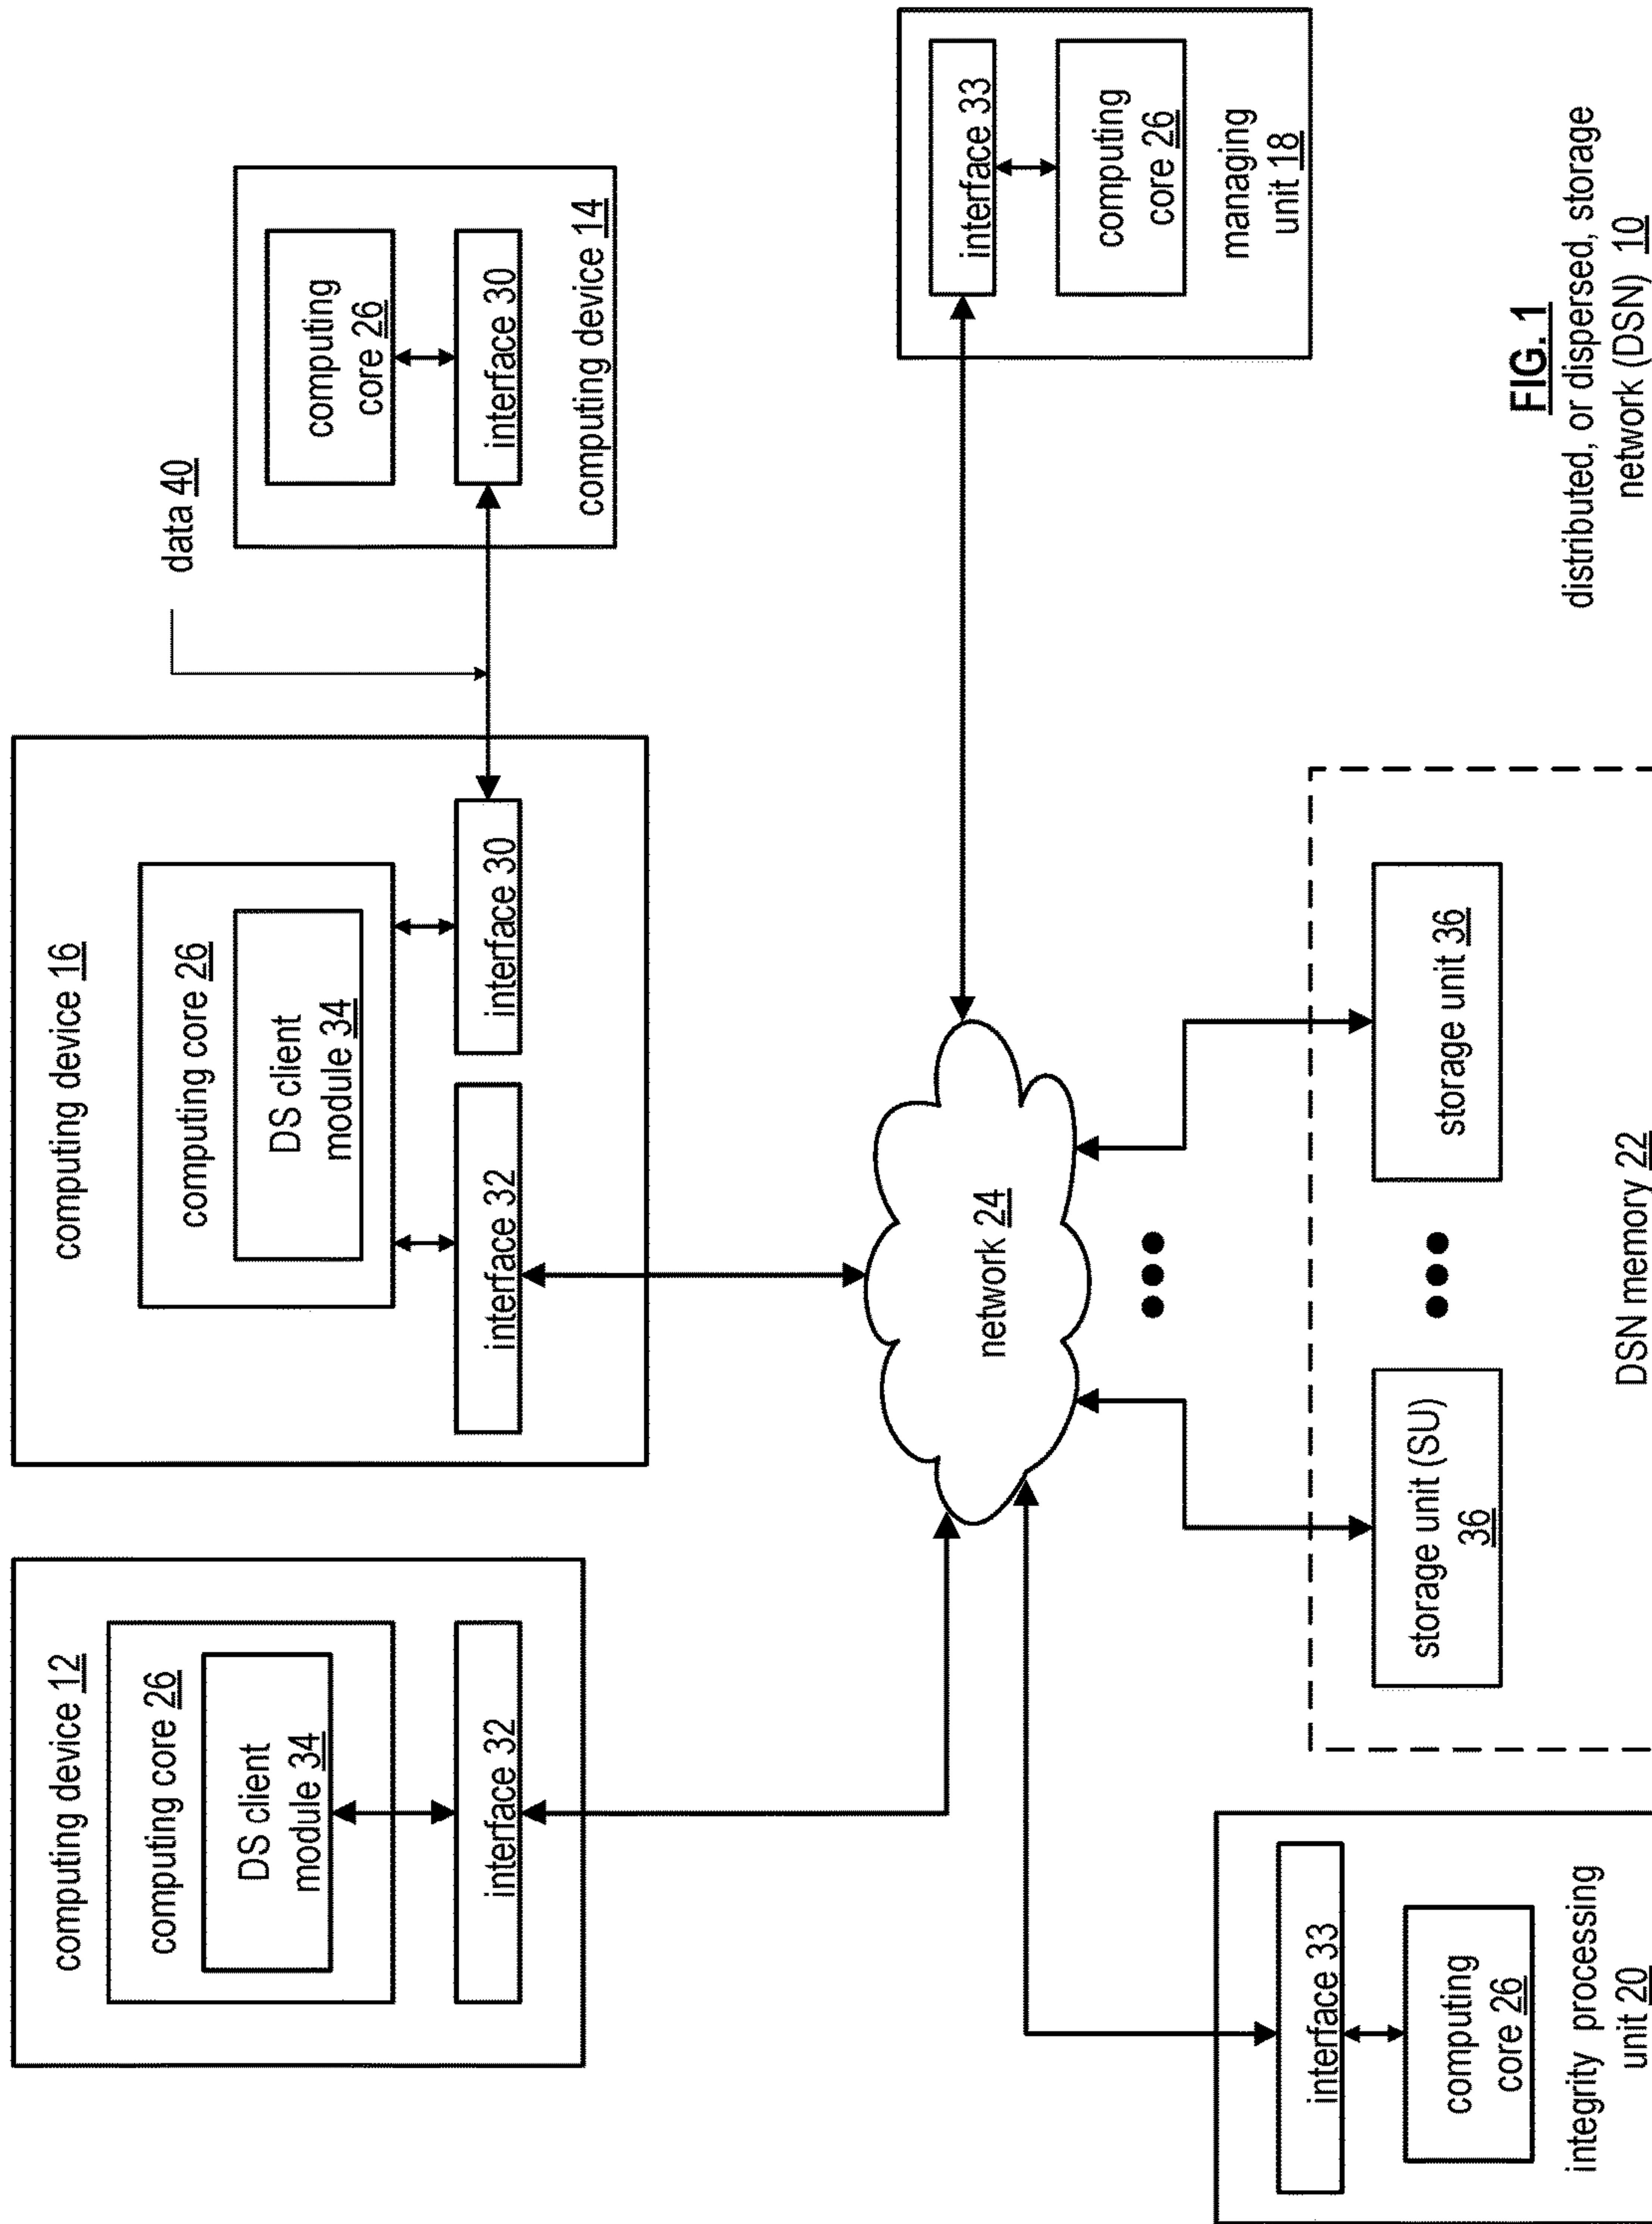 computing device 12
computing core 26
DS client
module 34
interface 32
computing device 16
computing core 26
DS client
module 34
interface 32
interface 30
data 40
computing
core 26
interface 30
computing device 14
network 24
interface 33
computing
core 26
managing
unit 18
interface 33
computing
core 26
integrity processing
unit 20
storage unit (SU)
36
storage unit 36
DSN memory 22
FIG. 1
distributed, or dispersed, storage
network (DSN) 10